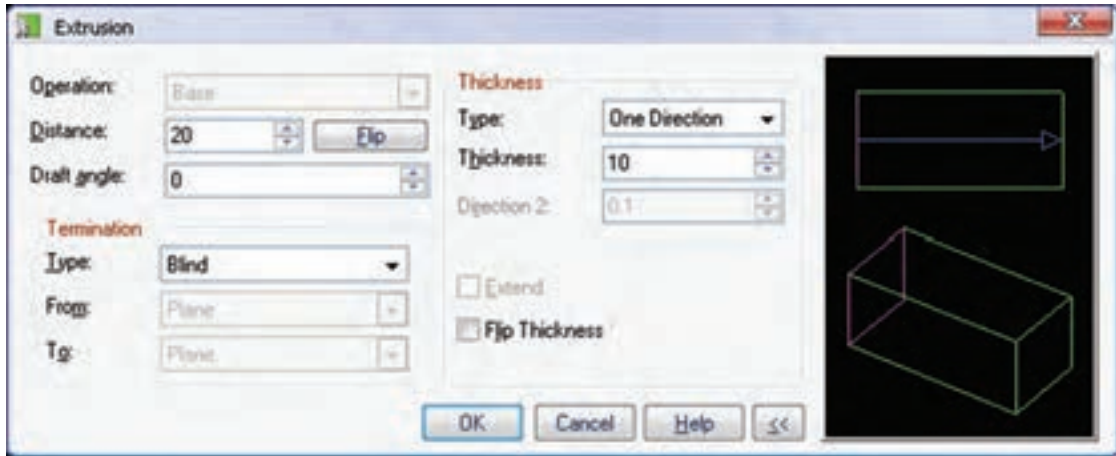 Extrusion
Operation: Base
Distance: 20 Flip
Draft angle: 0
Termination
Type: Blind
From: Plane
To: Plane
Thickness
Type: One Direction
Thickness: 10
Direction 2: 0.1
Extend
Flip Thickness
OK Cancel Help <<